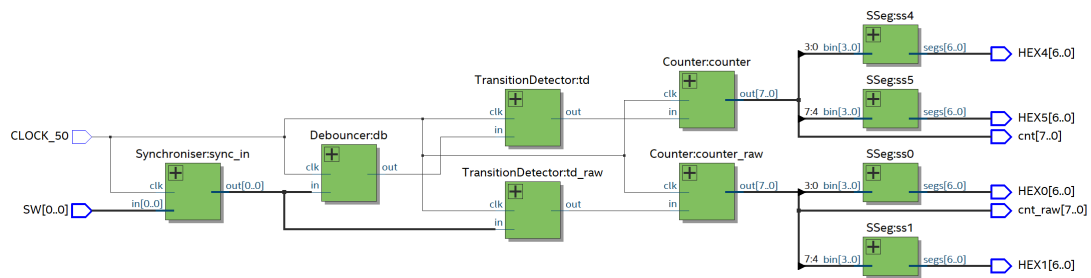 SSeg:ss4
3:0 bin[3..0] segs[6..0] HEX4[6..0]
Counter:counter
TransitionDetector:td
clk out[7..0]
in
SSeg:ss5
7:4 bin[3..0] segs[6..0] HEX5[6..0]
clk out
in
cnt[7..0]
CLOCK_50
Debouncer:db
clk out
in
Synchroniser:sync_in
clk out[0..0]
in[0..0]
SW[0..0]
TransitionDetector:td_raw
clk out
in
Counter:counter_raw
clk out[7..0]
in
SSeg:ss0
3:0 bin[3..0] segs[6..0] HEX0[6..0]
cnt_raw[7..0]
SSeg:ss1
7:4 bin[3..0] segs[6..0] HEX1[6..0]